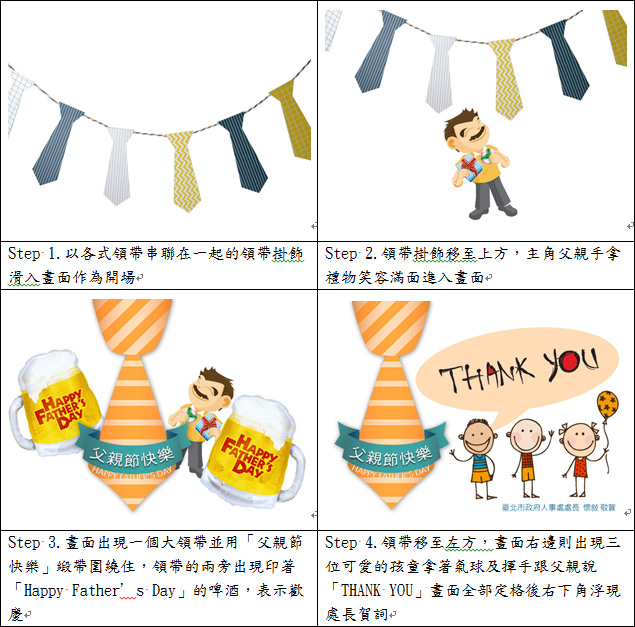 Step 1.以各式領帶串聯在一起的領帶掛飾
滑入畫面作為開場
Step 2.領帶掛飾移至上方，主角父親手拿
禮物笑容滿面進入畫面
HAPPY
FATHER'S
DAY
父親節快樂
HAPPY FATHER'S DAY
HAPPY
FATHER'S
DAY
THANK YOU
父親節快樂
HAPPY FATHER'S DAY
臺北市政府人事處處長 懷敍 敬賀
Step 3.畫面出現一個大領帶並用「父親節
快樂」緞帶圍繞住，領帶的兩旁出現印著
「Happy Father's Day」的啤酒，表示歡
慶
Step 4.領帶移至左方，畫面右邊則出現三
位可愛的孩童拿著氣球及揮手跟父親說
「THANK YOU」畫面全部定格後右下角浮現
處長賀詞